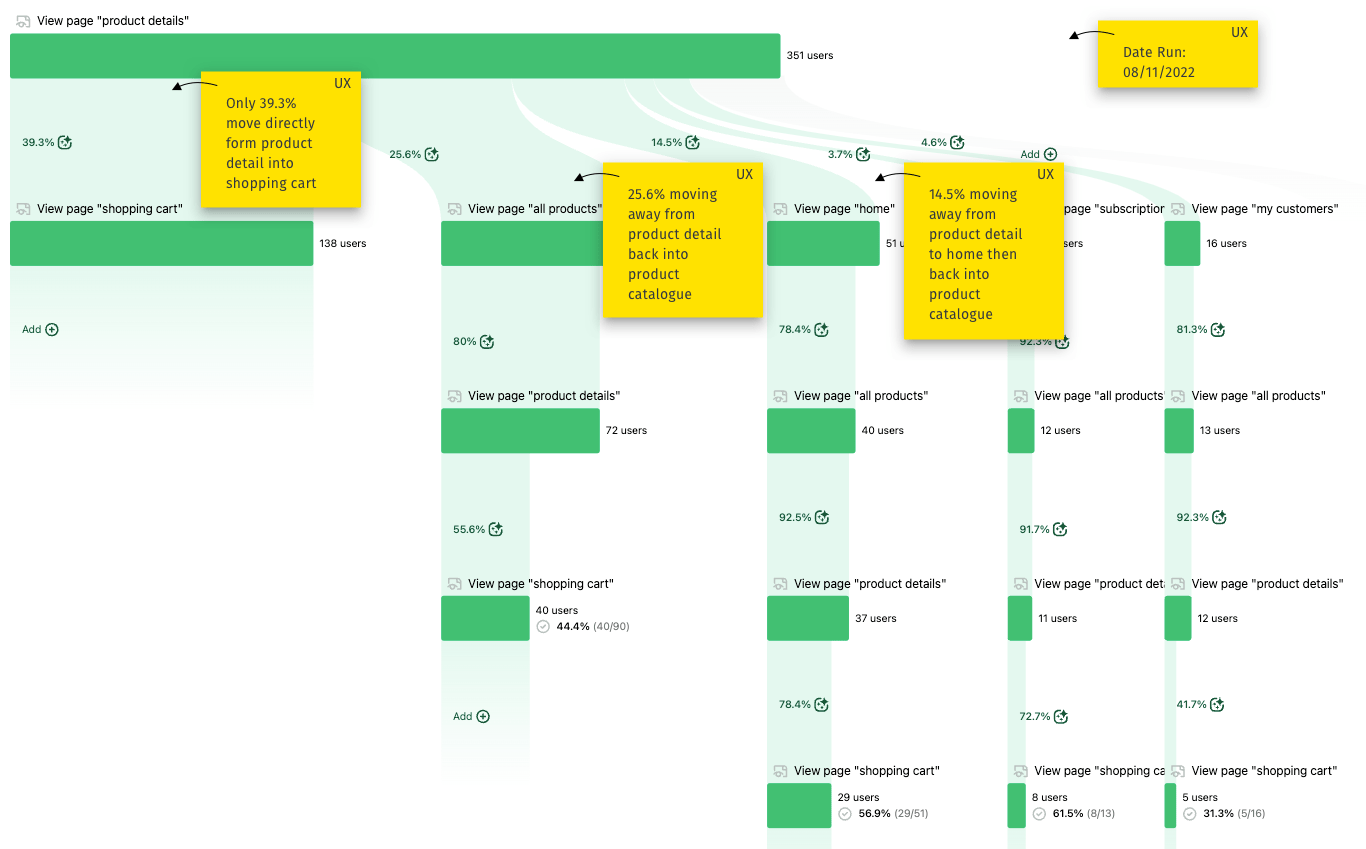 View page "product details"
351 users
UX
Date Run:
08/11/2022
UX
Only 39.3%
move directly
form product
detail into
shopping cart
39.3%
25.6%
14.5%
3.7%
4.6%
Add
UX
25.6% moving
away from
product detail
back into
product
catalogue
UX
14.5% moving
away from
product detail
to home then
back into
product
catalogue
View page "shopping cart"
138 users
View page "all products"
View page "home"
51
page "subscription
sers
View page "my customers"
16 users
Add
80%
78.4%
92.3%
81.3%
View page "product details"
72 users
View page "all products"
40 users
page "all products"
12 users
View page "all products"
13 users
55.6%
92.5%
91.7%
92.3%
View page "shopping cart"
40 users
44.4% (40/90)
View page "product details"
37 users
View page "product deta
11 users
View page "product details"
12 users
Add
78.4%
72.7%
41.7%
View page "shopping cart"
29 users
56.9% (29/51)
View page "shopping ca
8 users
61.5% (8/13)
View page "shopping cart"
5 users
31.3% (5/16)